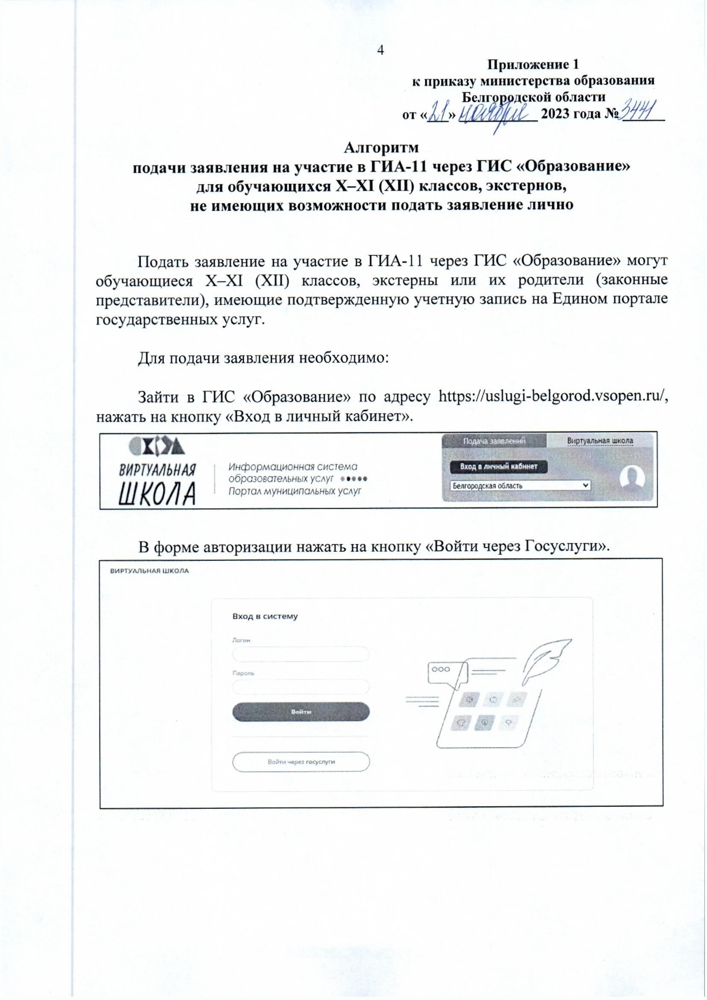 4
Приложение 1
к приказу министерства образования
Белгородской области
от «21» ноября 2023 года № 3441
Алгоритм
подачи заявления на участие в ГИА-11 через ГИС «Образование»
для обучающихся X–XI (XII) классов, экстернов,
не имеющих возможности подать заявление лично
Подать заявление на участие в ГИА-11 через ГИС «Образование» могут
обучающиеся X–XI (XII) классов, экстерны или их родители (законные
представители), имеющие подтвержденную учетную запись на Едином портале
государственных услуг.
Для подачи заявления необходимо:
Зайти в ГИС «Образование» по адресу https://uslugi-belgorod.vsopen.ru/,
нажать на кнопку «Вход в личный кабинет».
ВИРТУАЛЬНАЯ
ШКОЛА
Информационная система
образовательных услуг
Портал муниципальных услуг
Подача заявлений
Виртуальная школа
Вход в личный кабинет
Белгородская область
В форме авторизации нажать на кнопку «Войти через Госуслуги».
ВИРТУАЛЬНАЯ ШКОЛА
Вход в систему
Логин
Пароль
Войти
Войти через госуслуги